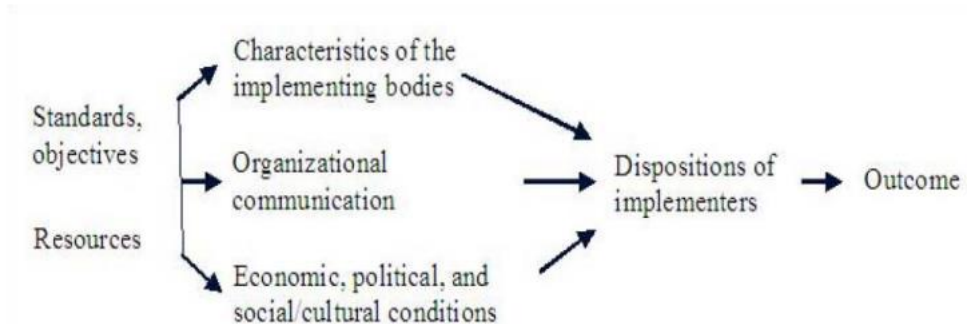 Characteristics of the
implementing bodies
Standards,
objectives
Organizational
communication
Dispositions of
implementers
Outcome
Resources
Economic, political, and
social/cultural conditions